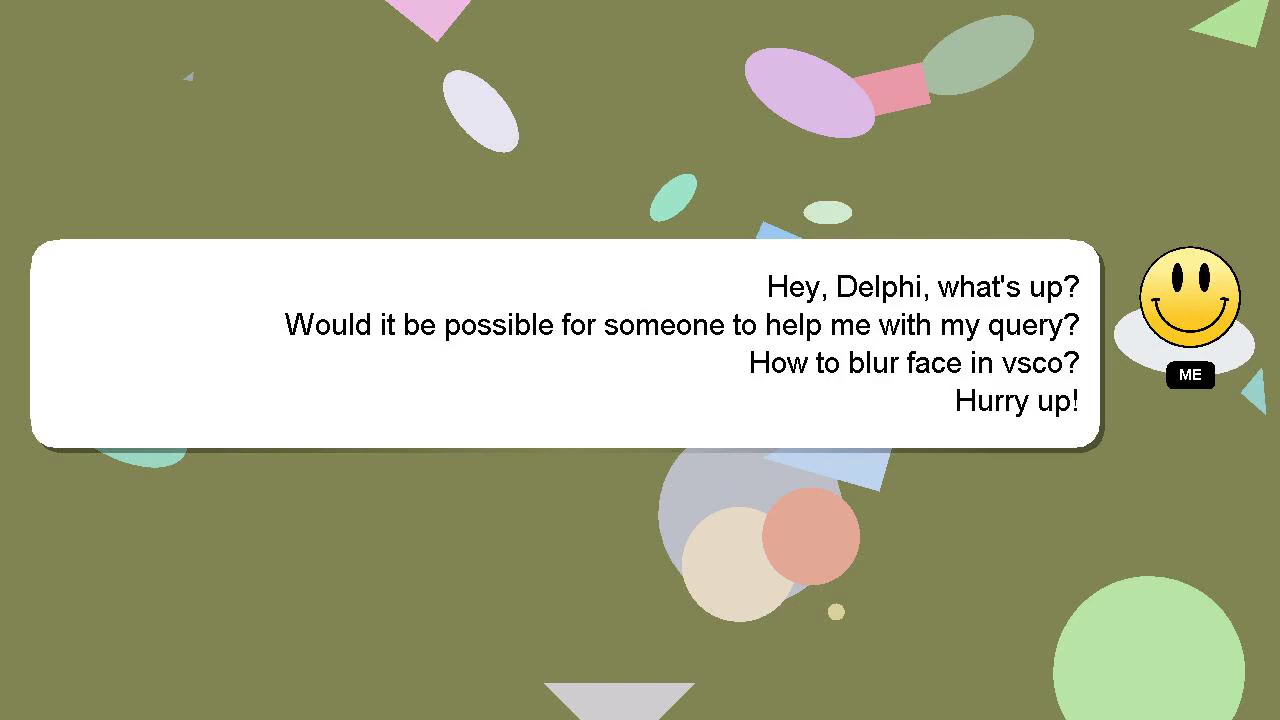 Hey, Delphi, what's up?
Would it be possible for someone to help me with my query?
How to blur face in vsco?
Hurry up!
ME